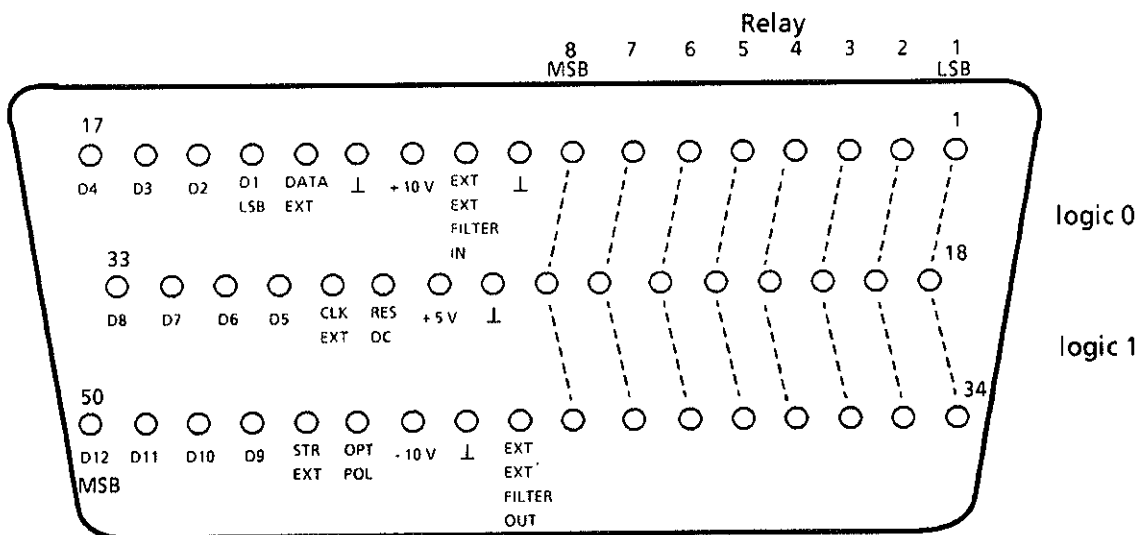 Relay
8 7 6 5 4 3 2 1
MSB LSB
17 1
D4 D3 D2 D1 DATA ⊥ +10 V EXT ⊥
LSB EXT EXT
FILTER
IN
logic 0
33 18
D8 D7 D6 D5 CLK RES +5 V ⊥
EXT DC
logic 1
50 34
D12 D11 D10 D9 STR OPT -10 V ⊥ EXT
MSB EXT POL EXT'
FILTER
OUT